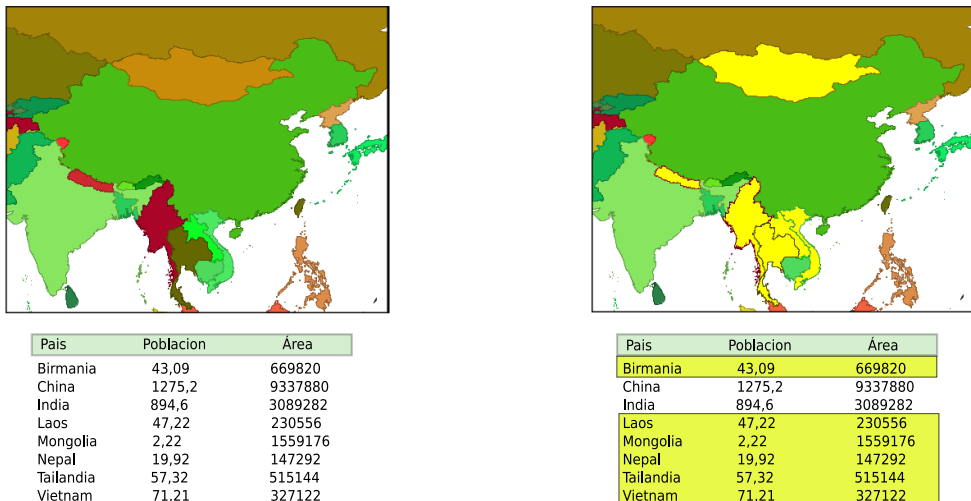 Pais Poblacion Área
Birmania 43,09 669820
China 1275,2 9337880
India 894,6 3089282
Laos 47,22 230556
Mongolia 2,22 1559176
Nepal 19,92 147292
Tailandia 57,32 515144
Vietnam 71,21 327122
Pais Poblacion Área
Birmania 43,09 669820
China 1275,2 9337880
India 894,6 3089282
Laos 47,22 230556
Mongolia 2,22 1559176
Nepal 19,92 147292
Tailandia 57,32 515144
Vietnam 71,21 327122